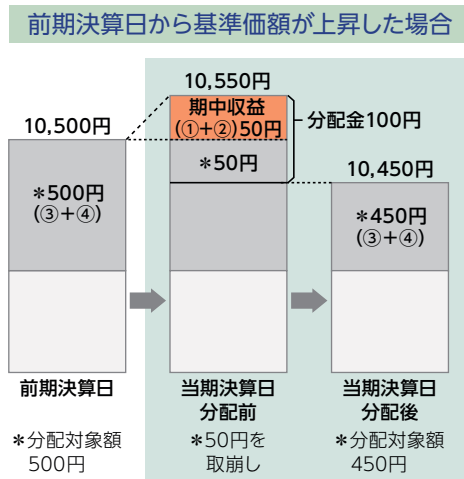 前期決算日から基準価額が上昇した場合
10,500円
＊500円
(③+④)
前期決算日
＊分配対象額
500円
10,550円
期中収益
(①+②)50円
＊50円
分配金100円
当期決算日
分配前
＊50円を
取崩し
10,450円
＊450円
(③+④)
当期決算日
分配後
＊分配対象額
450円